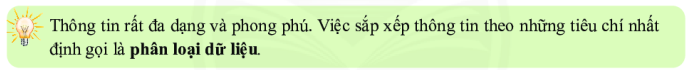 Thông tin rất đa dạng và phong phú. Việc sắp xếp thông tin theo những tiêu chí nhất
định gọi là phân loại dữ liệu.